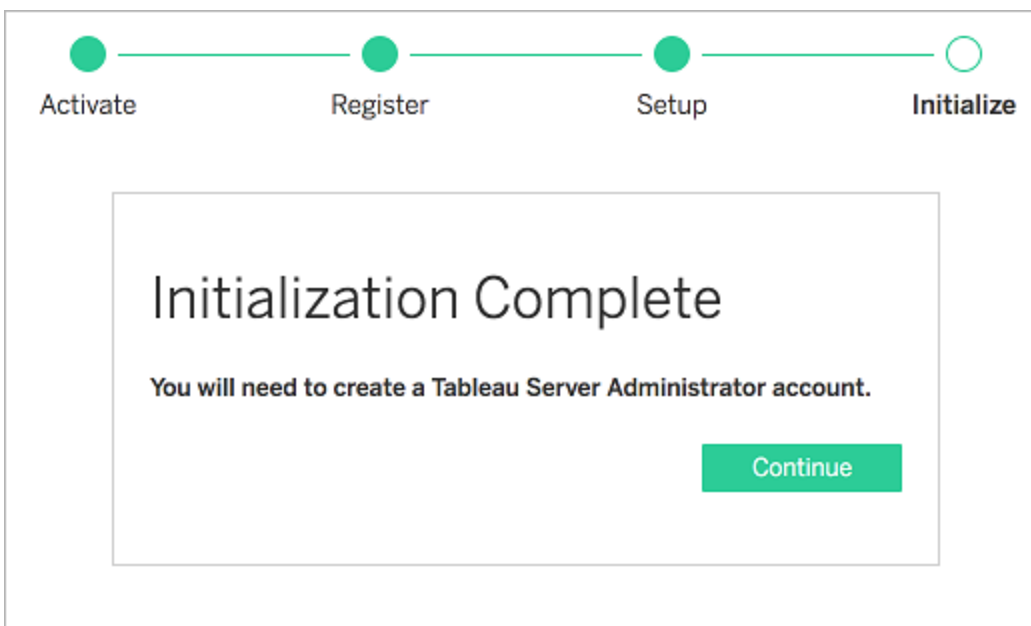 Activate Register Setup Initialize
Initialization Complete
You will need to create a Tableau Server Administrator account.
Continue